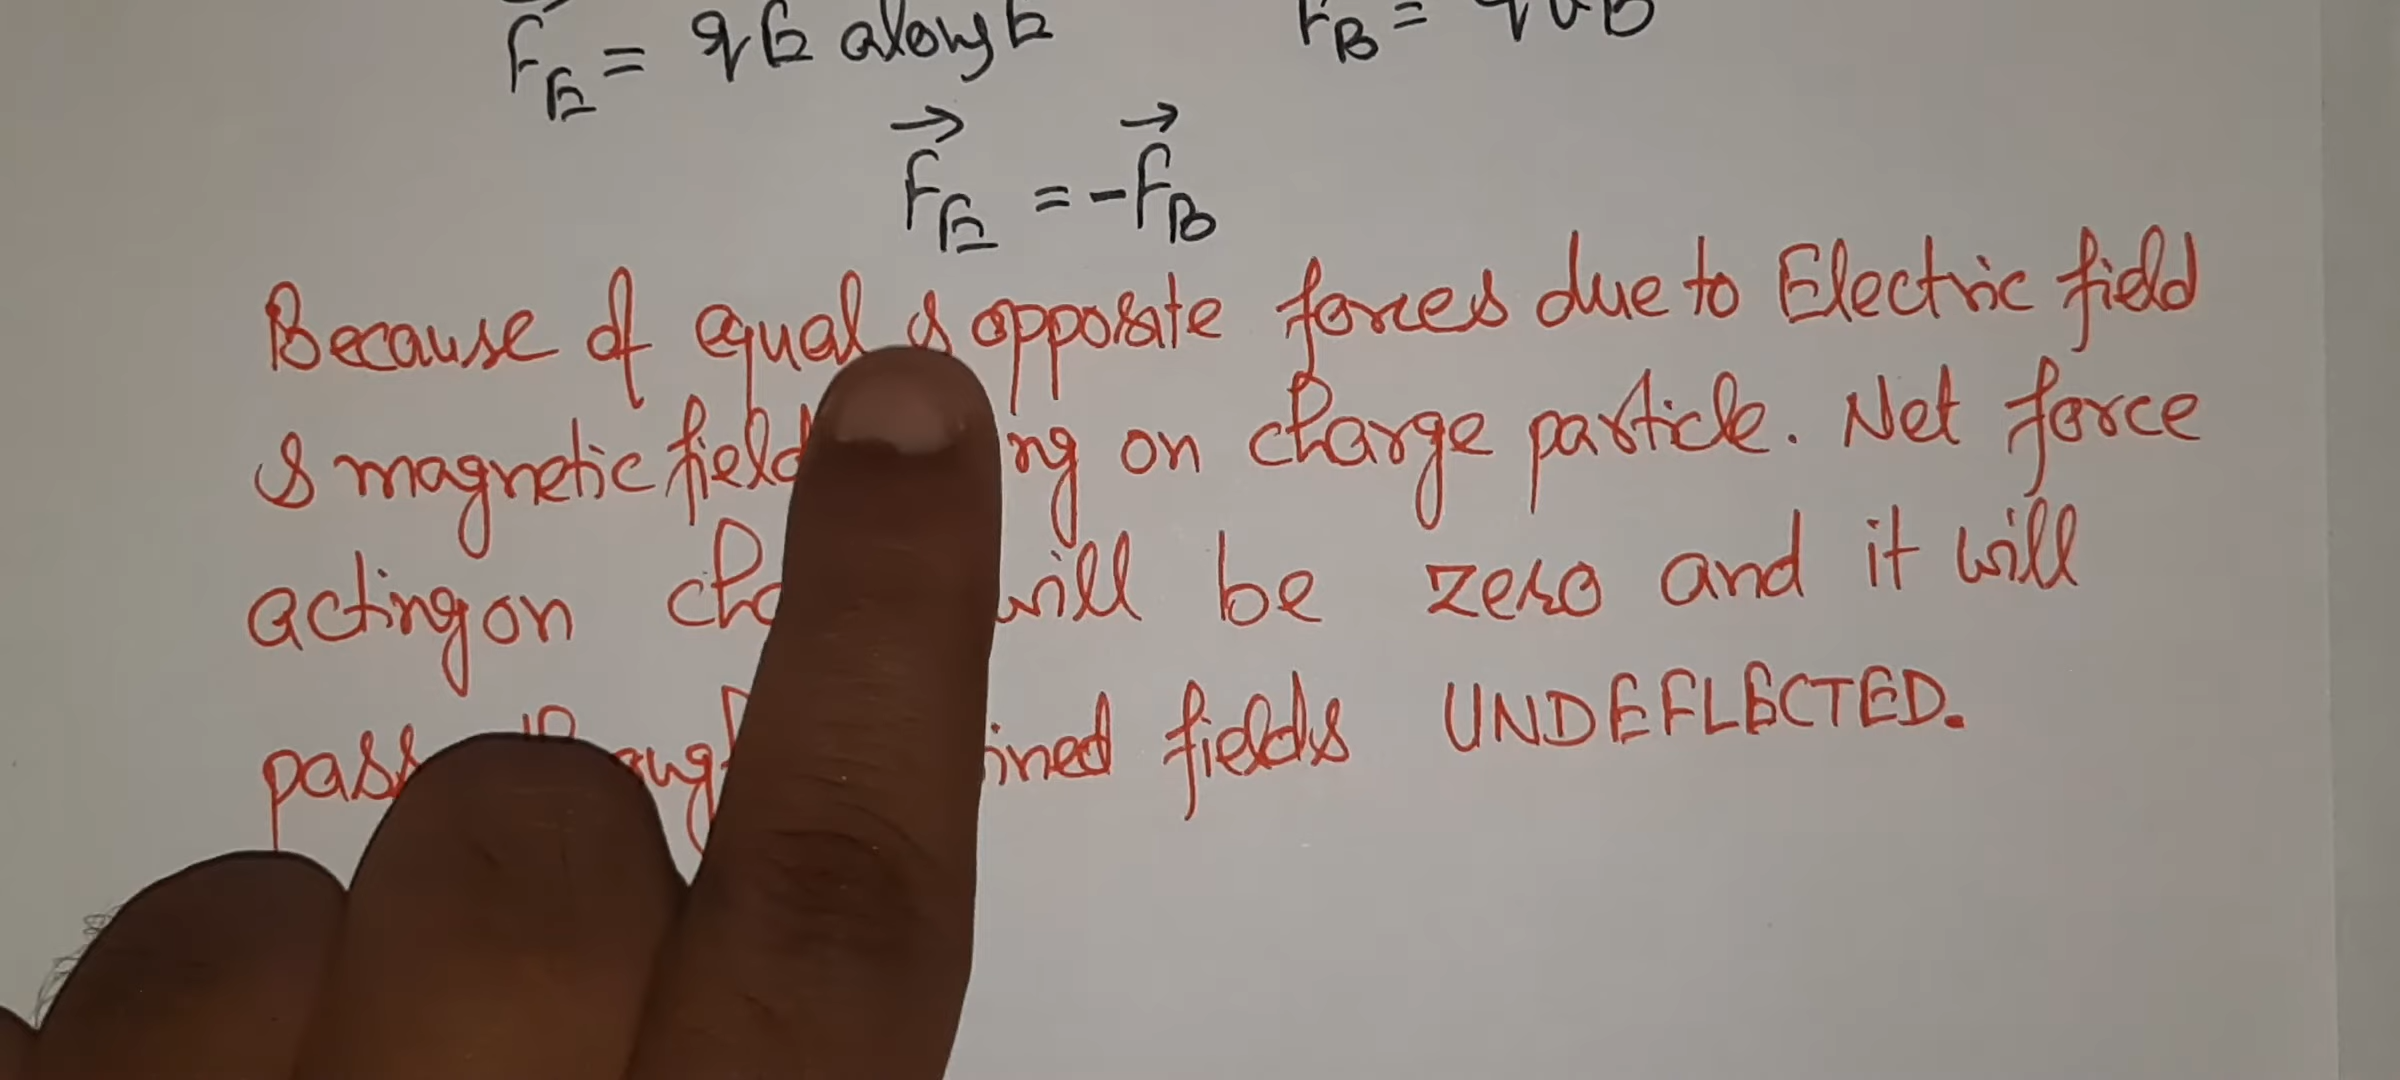 F_E = qE along E F_B = qvB
F_E = -F_B
Because of equal & opposite forces due to Electric field
& magnetic field on charge particle. Net force
acting on will be zero and it will
pass fields UNDEFLECTED.